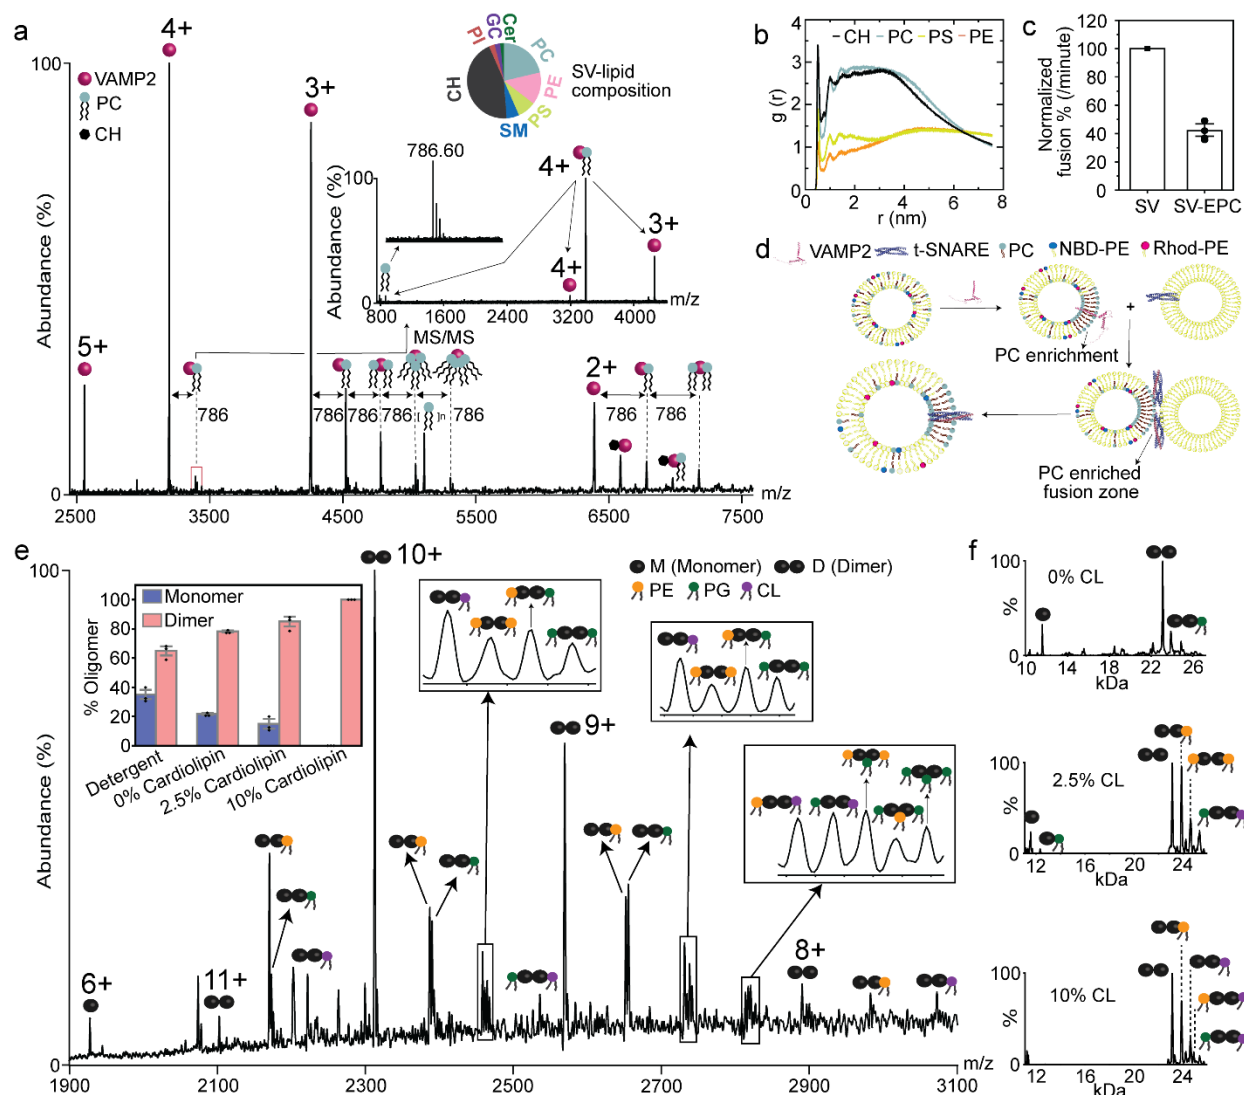 a
4+
100
VAMP2
PC
CH
3+
PI
GC
Cer
PC
CH
PE
PS
SM
SV-lipid
composition
786.60
100
4+
3+
4+
0
Abundance (%)
800
1600
2400
3200
4000
m/z
MS/MS
5+
786
786
786
786
[ ]n
786
2+
786
786
Abundance (%)
0
2500
3500
4500
5500
6500
7500
m/z
b
4
3
2
1
0
g (r)
CH
PC
PS
PE
0
2
4
6
8
r (nm)
c
Normalized
fusion % (/minute)
120
100
80
60
40
20
0
SV
SV-EPC
d
VAMP2
t-SNARE
PC
NBD-PE
Rhod-PE
+
PC enrichment
PC enriched
fusion zone
e
100
10+
M (Monomer)
D (Dimer)
PE
PG
CL
100
80
60
40
20
0
% Oligomer
Monomer
Dimer
Detergent
0% Cardiolipin
2.5% Cardiolipin
10% Cardiolipin
9+
6+
11+
8+
Abundance (%)
0
1900
2100
2300
2500
2700
2900
3100
m/z
f
0% CL
100
%
0
10
14
18
22
26
kDa
2.5% CL
100
%
0
12
16
20
24
kDa
10% CL
100
%
0
12
16
20
24
kDa